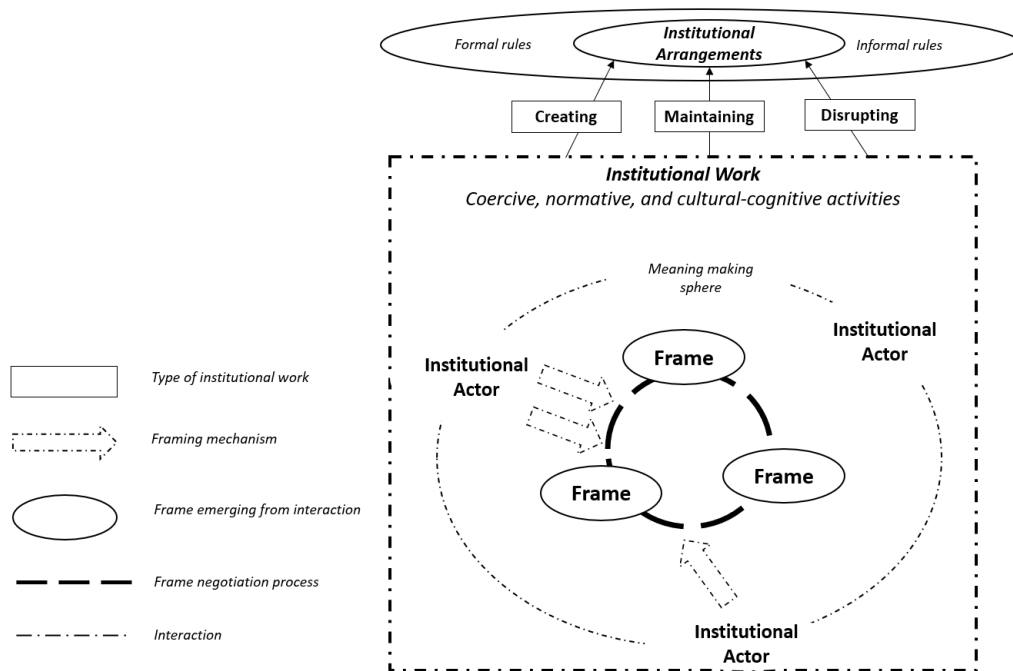 Formal rules
Institutional
Arrangements
Informal rules
Creating
Maintaining
Disrupting
Institutional Work
Coercive, normative, and cultural-cognitive activities
Meaning making
sphere
Institutional
Actor
Institutional
Actor
Frame
Frame
Frame
Institutional
Actor
Type of institutional work
Framing mechanism
Frame emerging from interaction
Frame negotiation process
Interaction